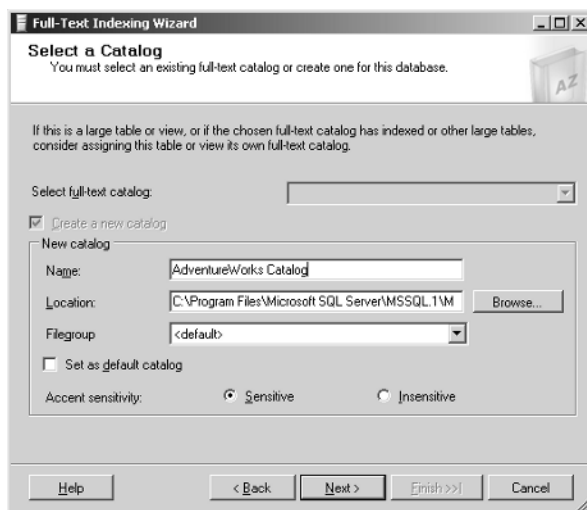 Full-Text Indexing Wizard
Select a Catalog
You must select an existing full-text catalog or create one for this database.
AZ
If this is a large table or view, or if the chosen full-text catalog has indexed or other large tables,
consider assigning this table or view its own full-text catalog.
Select full-text catalog:
Create a new catalog
New catalog
Name: AdventureWorks Catalog
Location: C:\Program Files\Microsoft SQL Server\MSSQL.1\M Browse...
Filegroup <default>
Set as default catalog
Accent sensitivity: Sensitive Insensitive
Help < Back Next > Finish >>| Cancel